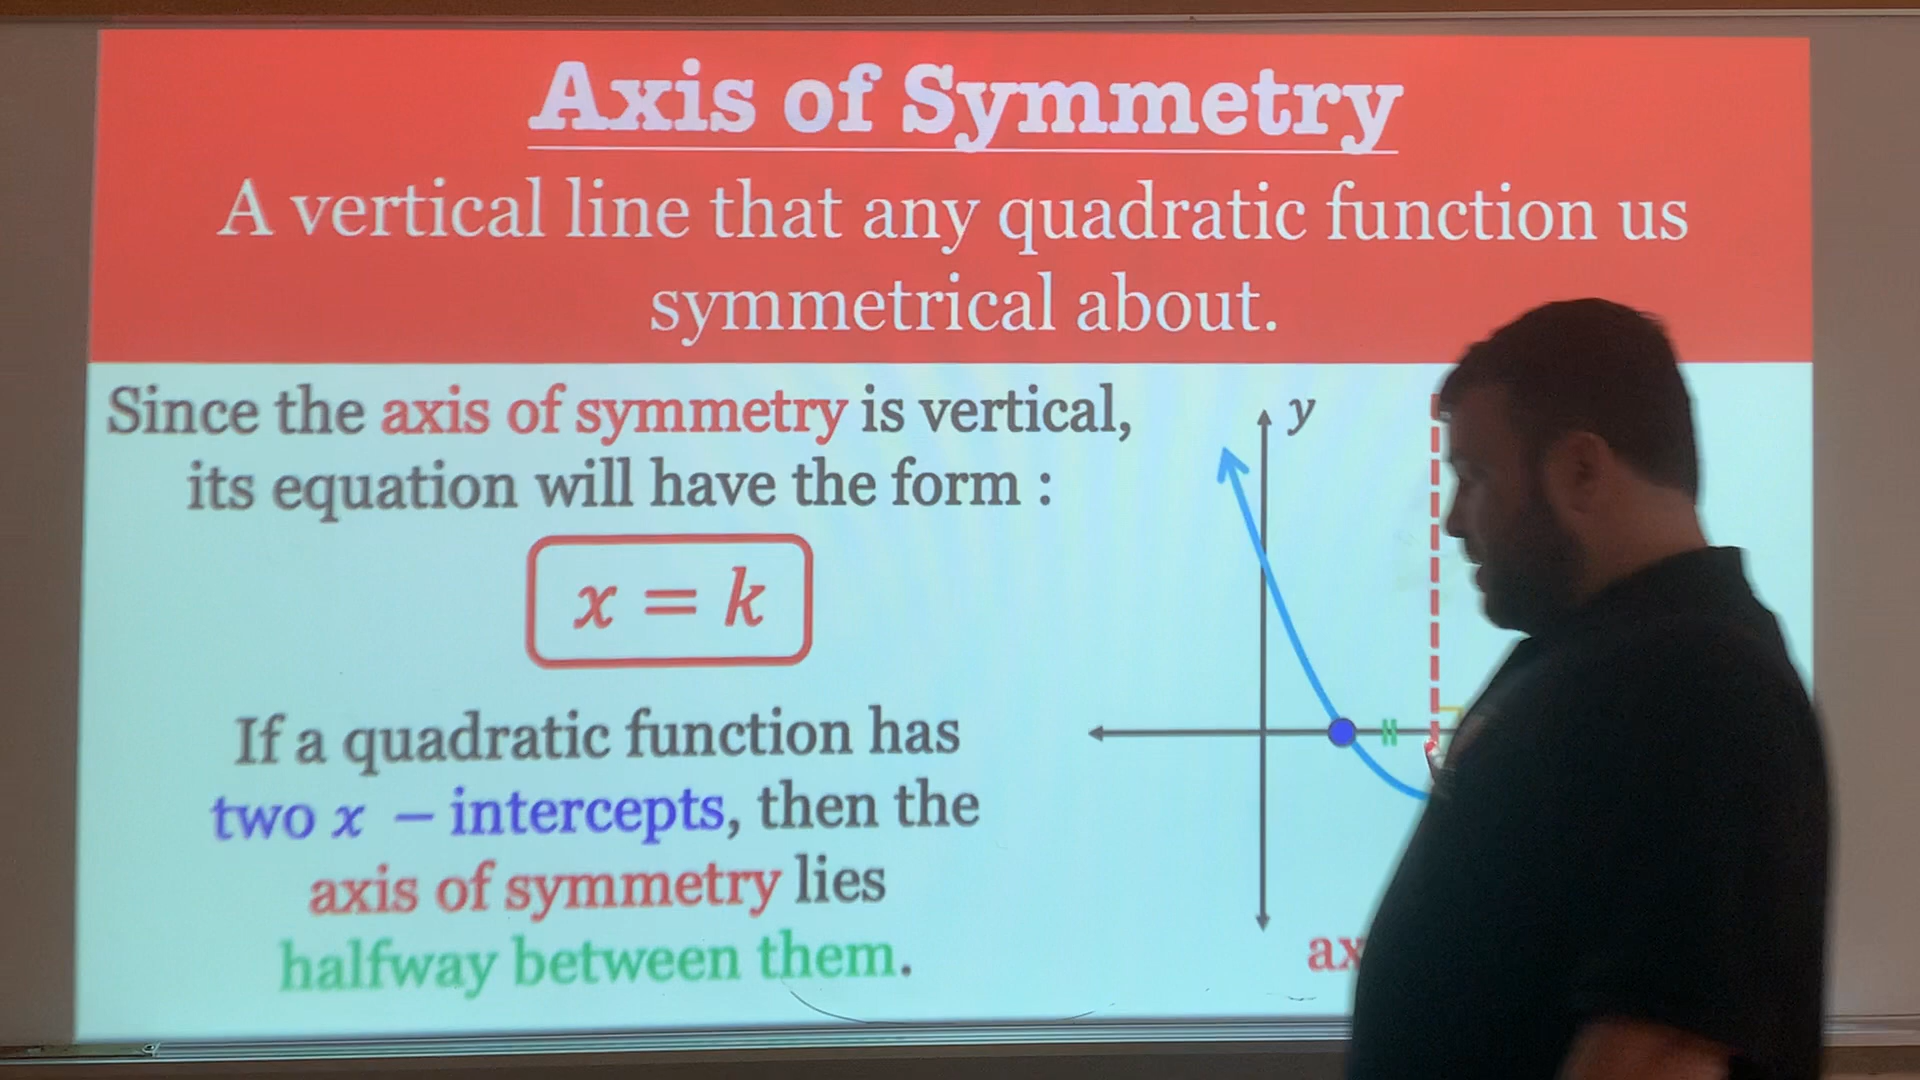 Axis of Symmetry
A vertical line that any quadratic function us
symmetrical about.
Since the axis of symmetry is vertical,
its equation will have the form :
x = k
If a quadratic function has
two x – intercepts, then the
axis of symmetry lies
halfway between them.
y